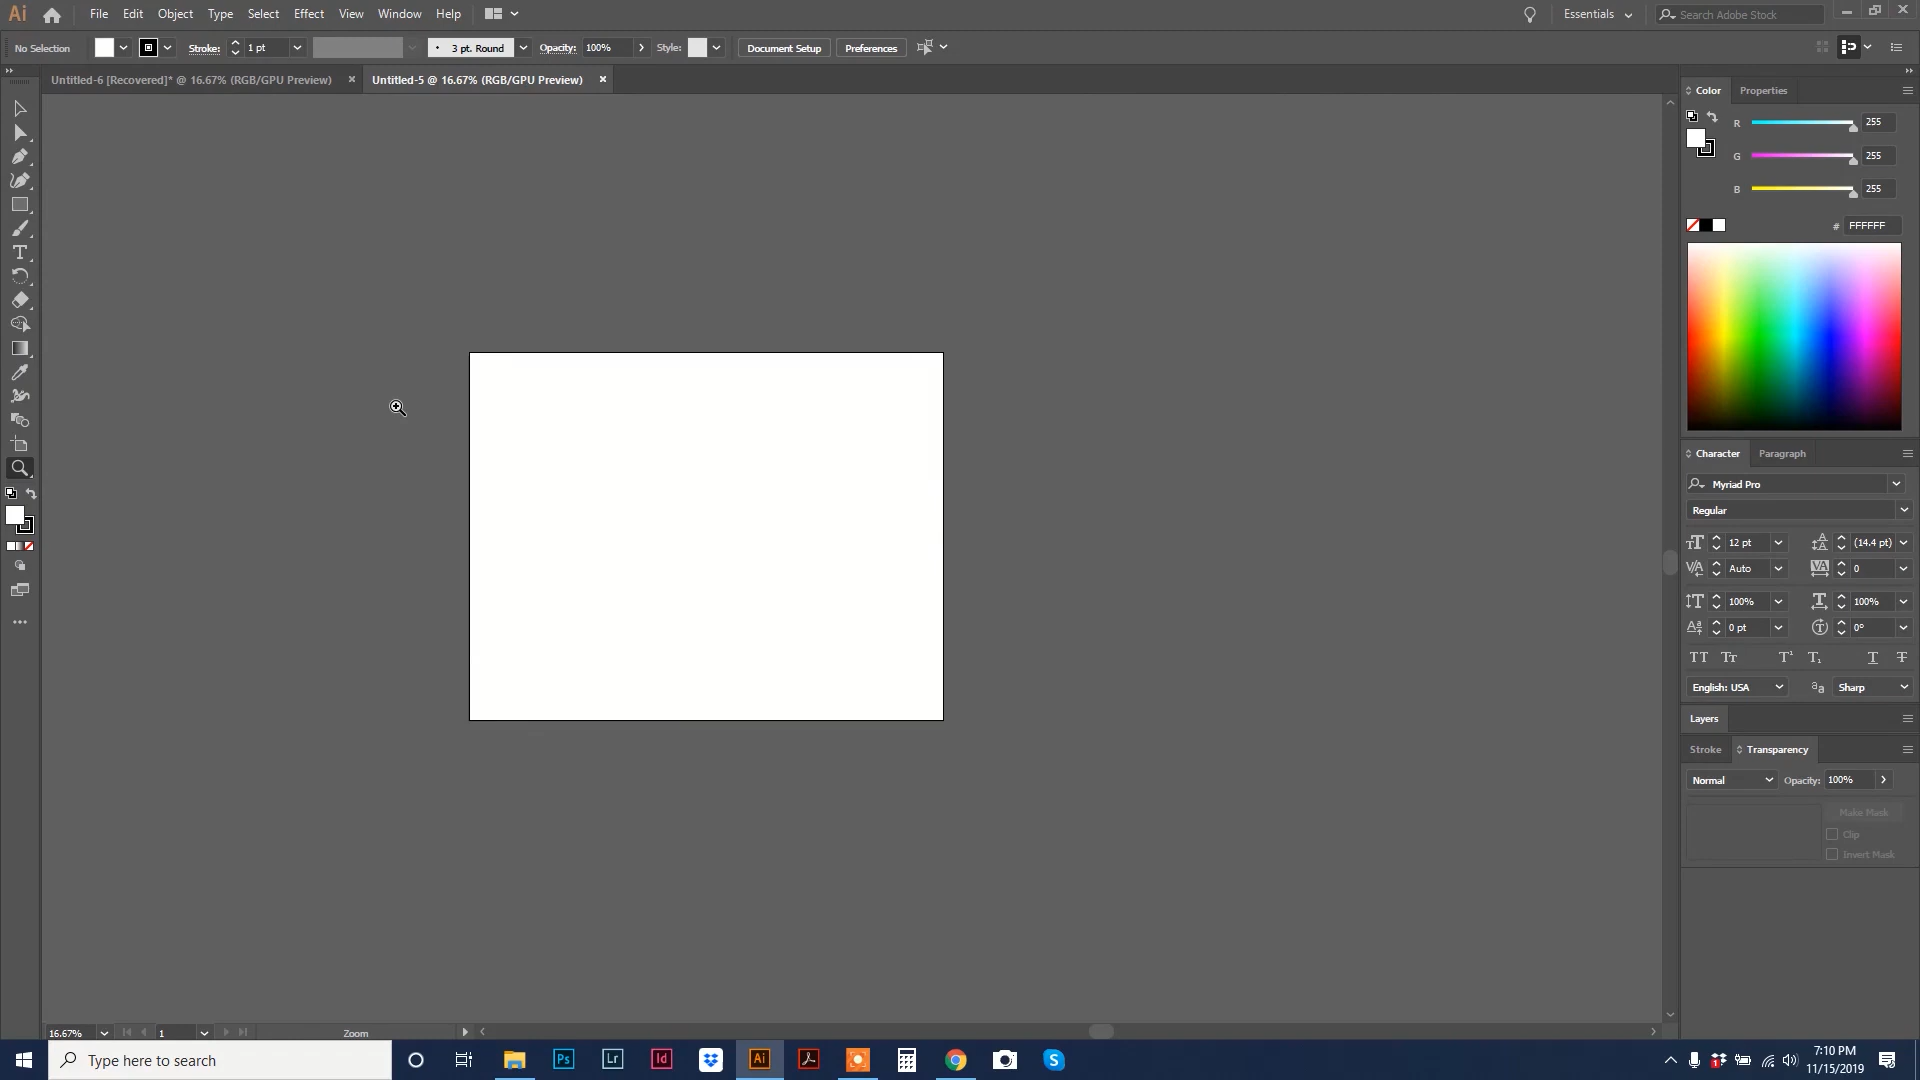 Ai File Edit Object Type Select Effect View Window Help Essentials Search Adobe Stock
No Selection Stroke: 1 pt 3 pt. Round Opacity: 100% Style: Document Setup Preferences
Untitled-6 [Recovered]* @ 16.67% (RGB/GPU Preview) Untitled-5 @ 16.67% (RGB/GPU Preview)
Color Properties
R 255
G 255
B 255
# FFFFFF
Character Paragraph
Myriad Pro
Regular
12 pt (14.4 pt)
Auto 0
100% 100%
0 pt 0°
English: USA Sharp
Layers
Stroke Transparency
Normal Opacity: 100%
Make Mask
Clip
Invert Mask
16.67% 1 Zoom
Type here to search Ps Lr Id Ai 7:10 PM
11/15/2019